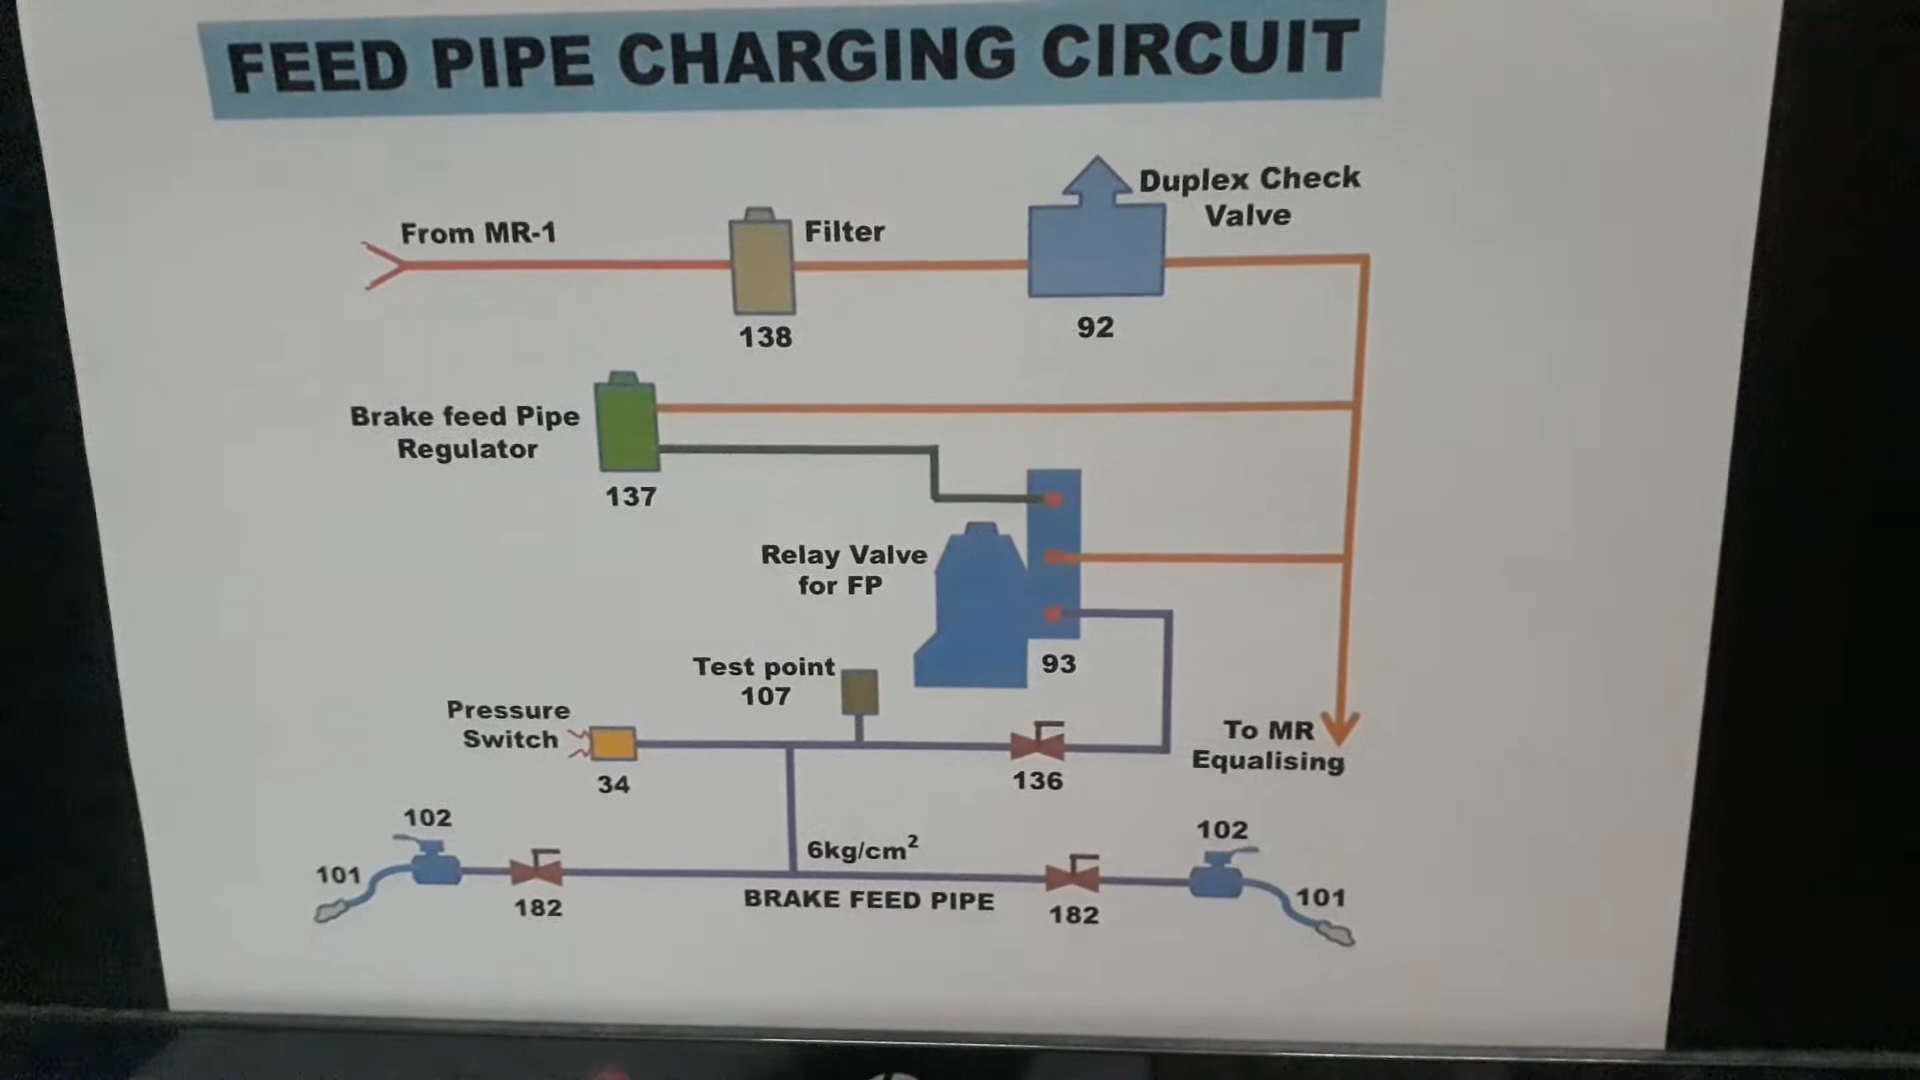 FEED PIPE CHARGING CIRCUIT
Duplex Check
Valve
From MR-1
Filter
138
92
Brake feed Pipe
Regulator
137
Relay Valve
for FP
93
Test point
107
Pressure
Switch
34
136
To MR
Equalising
102
101
182
6kg/cm²
BRAKE FEED PIPE
182
102
101